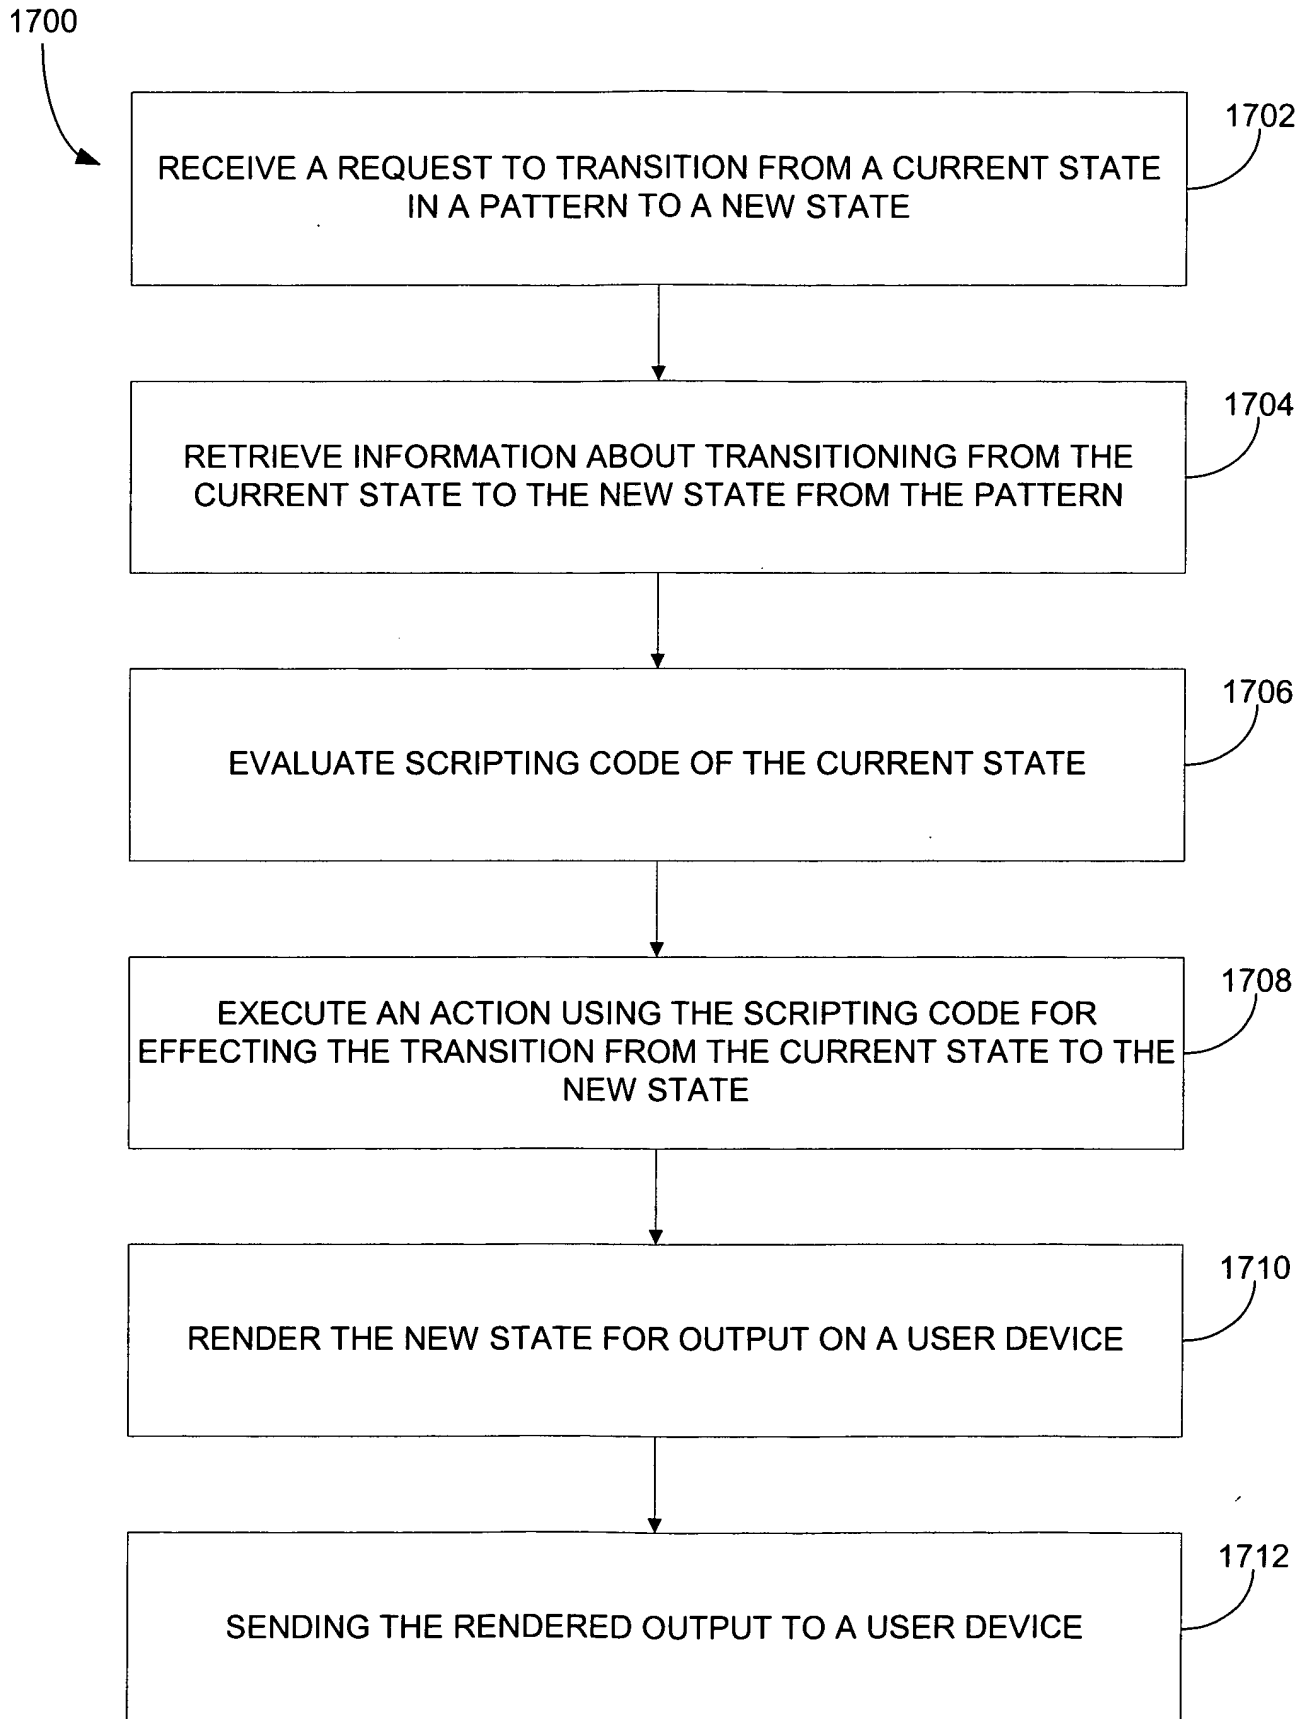 1700
1702
RECEIVE A REQUEST TO TRANSITION FROM A CURRENT STATE
IN A PATTERN TO A NEW STATE
1704
RETRIEVE INFORMATION ABOUT TRANSITIONING FROM THE
CURRENT STATE TO THE NEW STATE FROM THE PATTERN
1706
EVALUATE SCRIPTING CODE OF THE CURRENT STATE
1708
EXECUTE AN ACTION USING THE SCRIPTING CODE FOR
EFFECTING THE TRANSITION FROM THE CURRENT STATE TO THE
NEW STATE
1710
RENDER THE NEW STATE FOR OUTPUT ON A USER DEVICE
1712
SENDING THE RENDERED OUTPUT TO A USER DEVICE